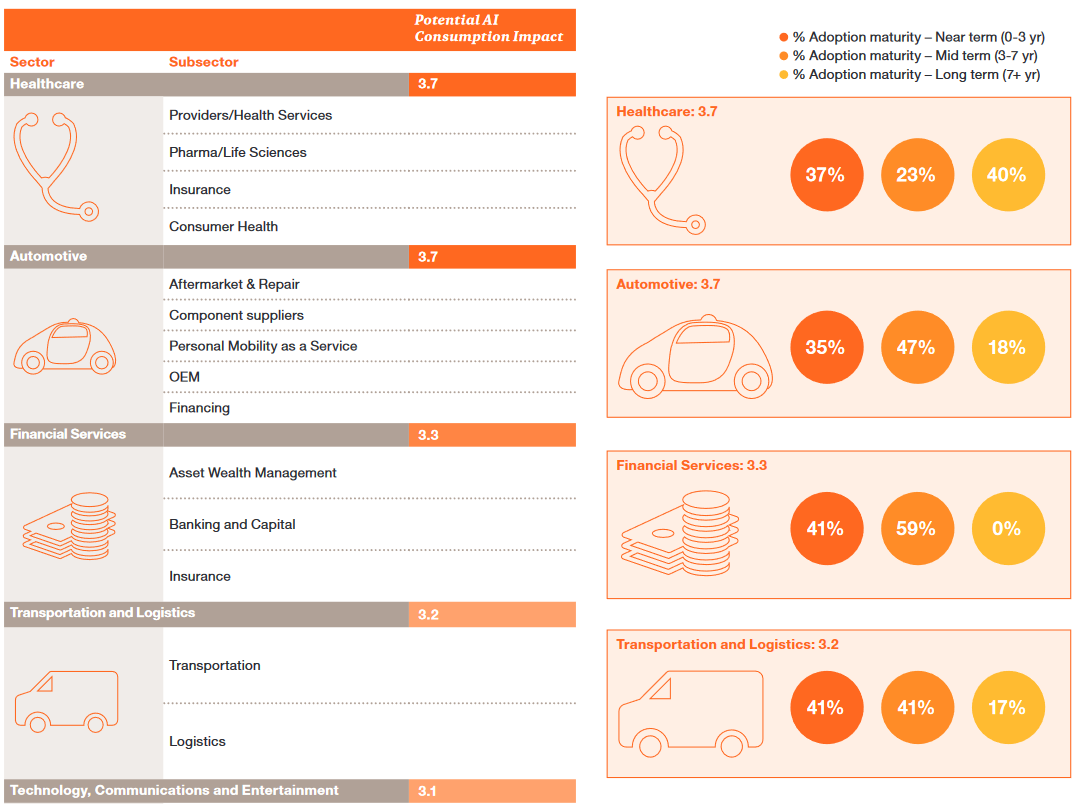 Potential AI
Consumption Impact
Sector Subsector
Healthcare 3.7
Providers/Health Services
Pharma/Life Sciences
Insurance
Consumer Health
Automotive 3.7
Aftermarket & Repair
Component suppliers
Personal Mobility as a Service
OEM
Financing
Financial Services 3.3
Asset Wealth Management
Banking and Capital
Insurance
Transportation and Logistics 3.2
Transportation
Logistics
Technology, Communications and Entertainment 3.1
% Adoption maturity – Near term (0-3 yr)
% Adoption maturity – Mid term (3-7 yr)
% Adoption maturity – Long term (7+ yr)
Healthcare: 3.7
37% 23% 40%
Automotive: 3.7
35% 47% 18%
Financial Services: 3.3
41% 59% 0%
Transportation and Logistics: 3.2
41% 41% 17%